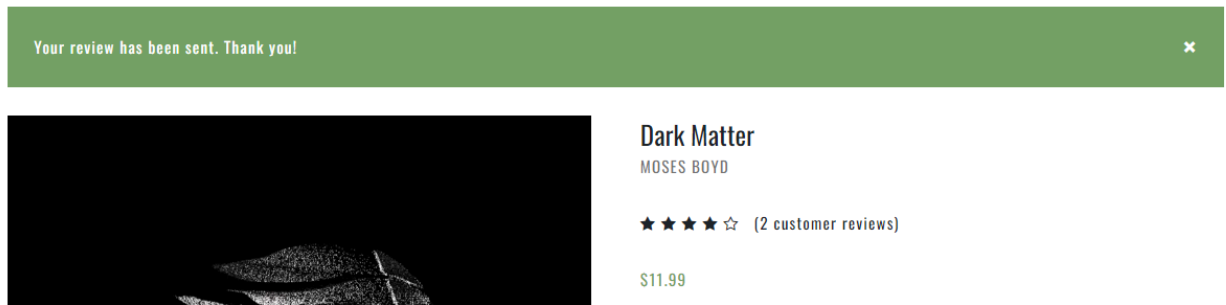 Your review has been sent. Thank you!
Dark Matter
MOSES BOYD
(2 customer reviews)
$11.99